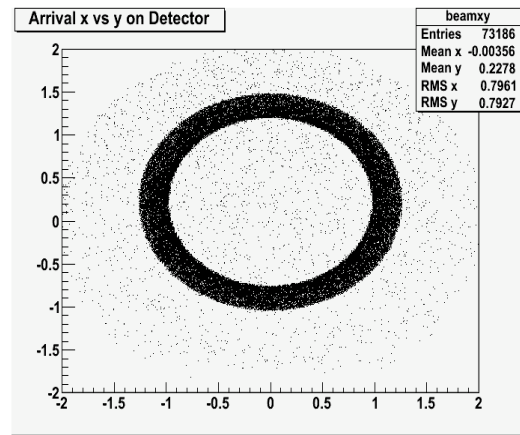 Arrival x vs y on Detector
beamxy
Entries 73186
Mean x -0.00356
Mean y 0.2278
RMS x 0.7961
RMS y 0.7927
2
1.5
1
0.5
0
-0.5
-1
-1.5
-2
-2 -1.5 -1 -0.5 0 0.5 1 1.5 2